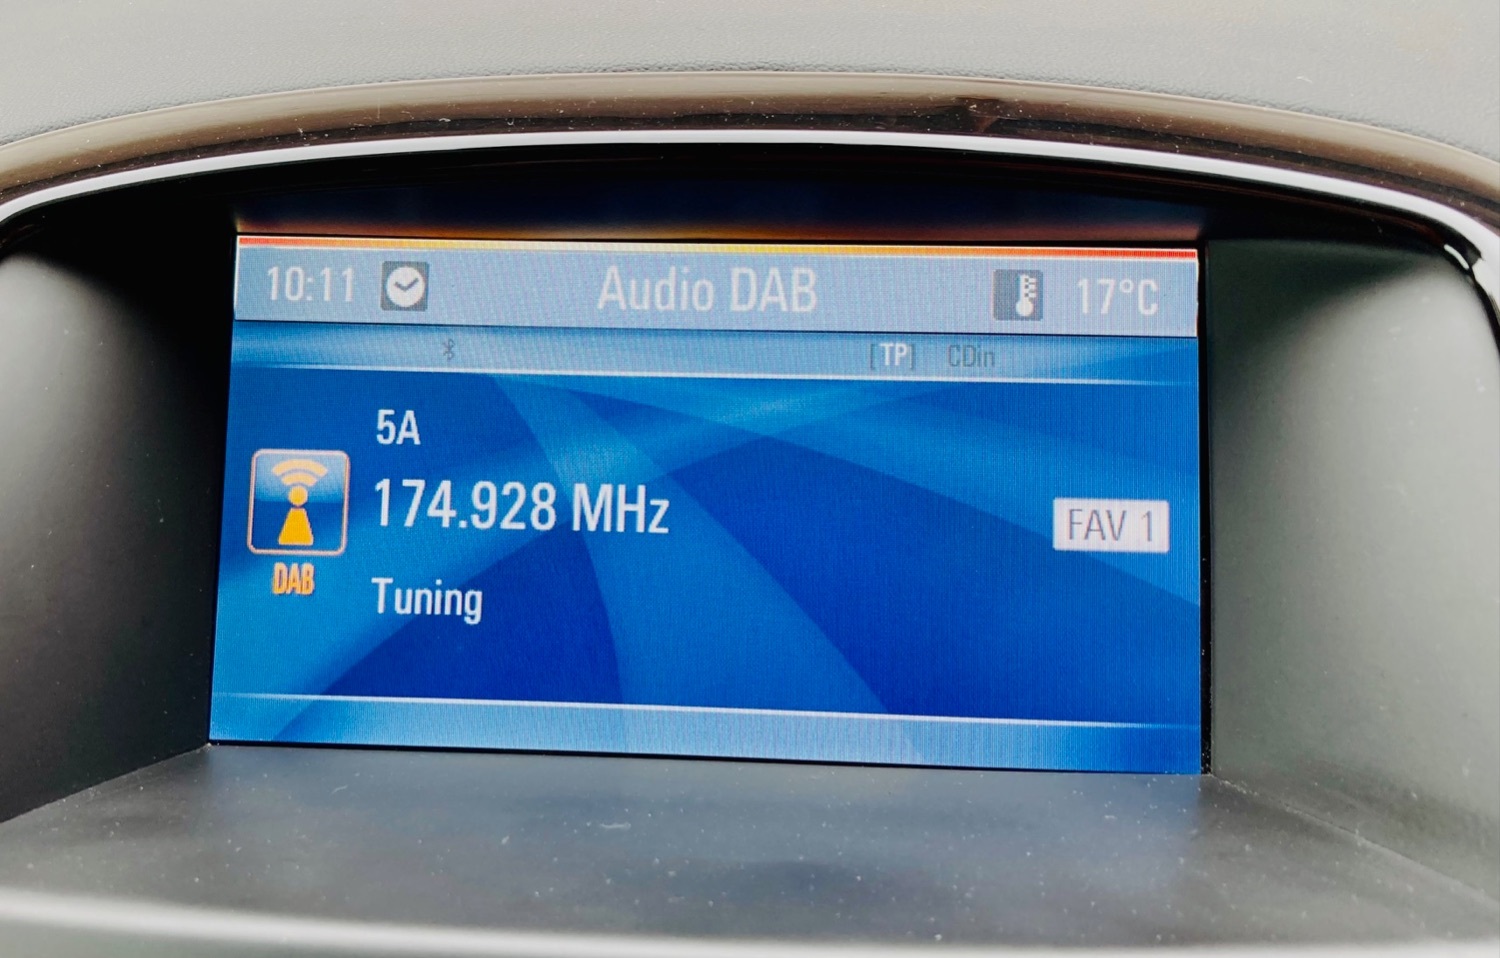 10:11 Audio DAB 17°C
[TP] CDin
5A
174.928 MHz
FAV 1
DAB
Tuning